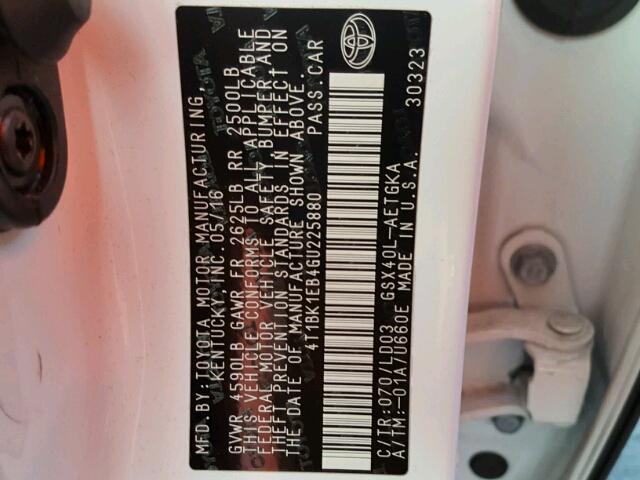 MFD. BY: TOYOTA MOTOR MANUFACTURING
KENTUCKY, INC. 05/16
GVWR 4590LB GAWR FR 2625LB RR 2500LB
THIS VEHICLE CONFORMS TO ALL APPLICABLE
FEDERAL MOTOR VEHICLE SAFETY, BUMPER AND
THEFT PREVENTION STANDARDS IN EFFECT ON
THE DATE OF MANUFACTURE SHOWN ABOVE.
4T1BK1EB4GU225880 PASS. CAR
C/TR: 070/LD03 GSX40L-AETGKA
A/TM: -01A/U660E MADE IN U.S.A.
30323